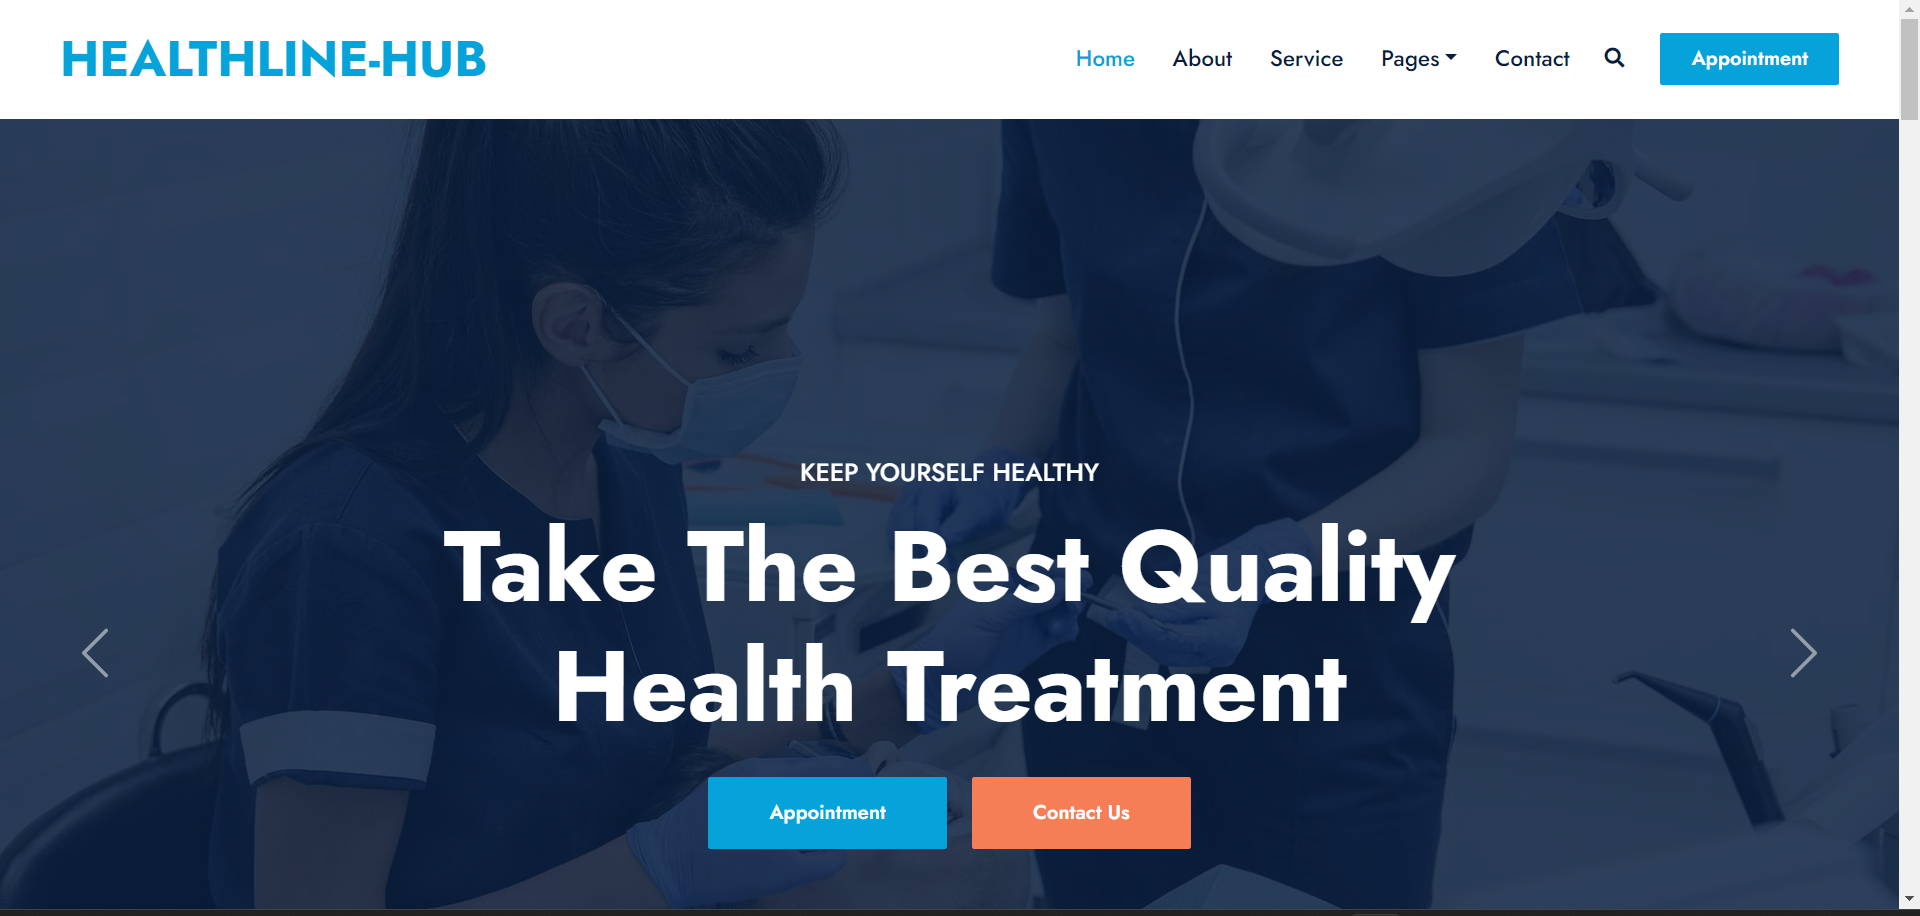 HEALTHLINE-HUB
Home About Service Pages Contact Appointment
KEEP YOURSELF HEALTHY
Take The Best Quality
Health Treatment
Appointment Contact Us